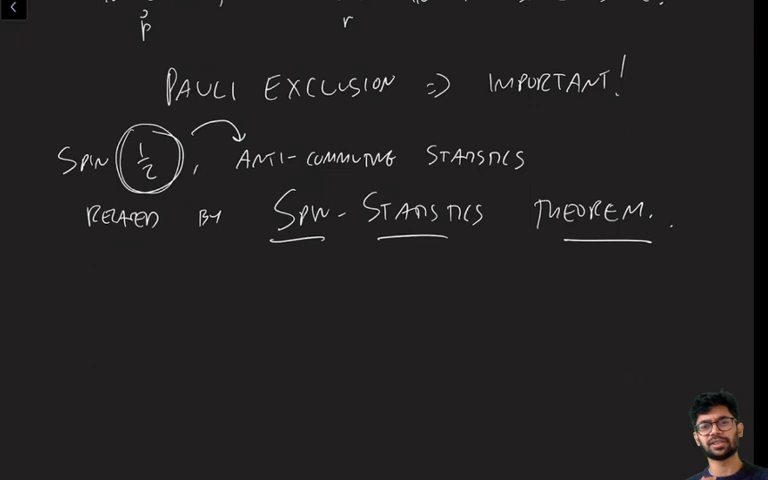 p r
PAULI EXCLUSION => IMPORTANT!
SPIN 1/2, ANTI-COMMUTING STATISTICS
RELATED BY SPIN-STATISTICS THEOREM.